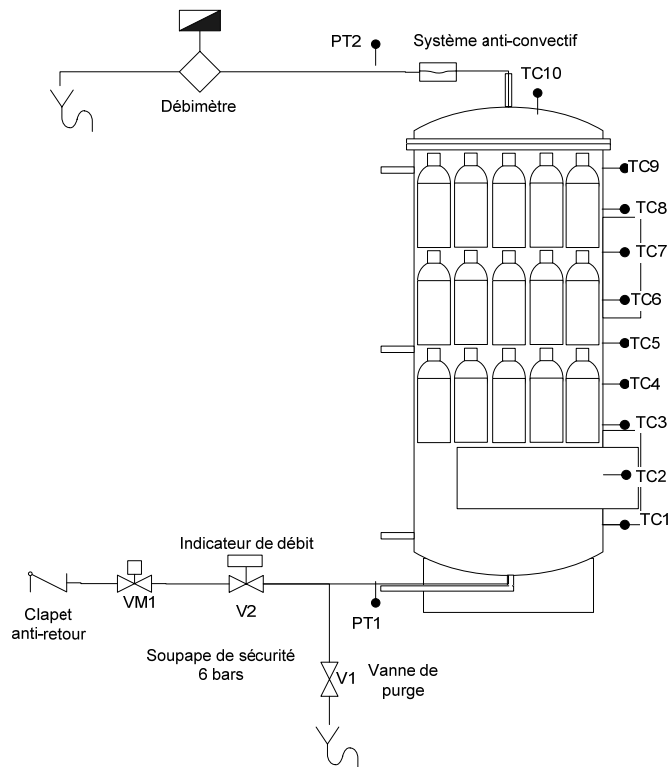 PT2
Système anti-convectif
TC10
Débimètre
TC9
TC8
TC7
TC6
TC5
TC4
TC3
TC2
TC1
Indicateur de débit
Clapet
anti-retour
VM1
V2
PT1
Soupape de sécurité
6 bars
V1
Vanne de
purge